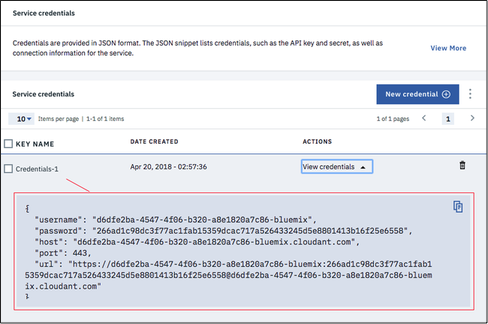 Service credentials
Credentials are provided in JSON format. The JSON snippet lists credentials, such as the API key and secret, as well as
connection information for the service.
View More
Service credentials
New credential
10 Items per page | 1-1 of 1 items
1 of 1 pages
1
KEY NAME
DATE CREATED
ACTIONS
Credentials-1
Apr 20, 2018 - 02:57:36
View credentials
{
"username": "d6dfe2ba-4547-4f06-b320-a8e1820a7c86-bluemix",
"password": "266ad1c98dc3f77ac1fab15359dcac717a526433245d5e8801413b16f25e6558",
"host": "d6dfe2ba-4547-4f06-b320-a8e1820a7c86-bluemix.cloudant.com",
"port": 443,
"url": "https://d6dfe2ba-4547-4f06-b320-a8e1820a7c86-bluemix:266ad1c98dc3f77ac1fab1
5359dcac717a526433245d5e8801413b16f25e6558@d6dfe2ba-4547-4f06-b320-a8e1820a7c86-bluem
ix.cloudant.com"
}